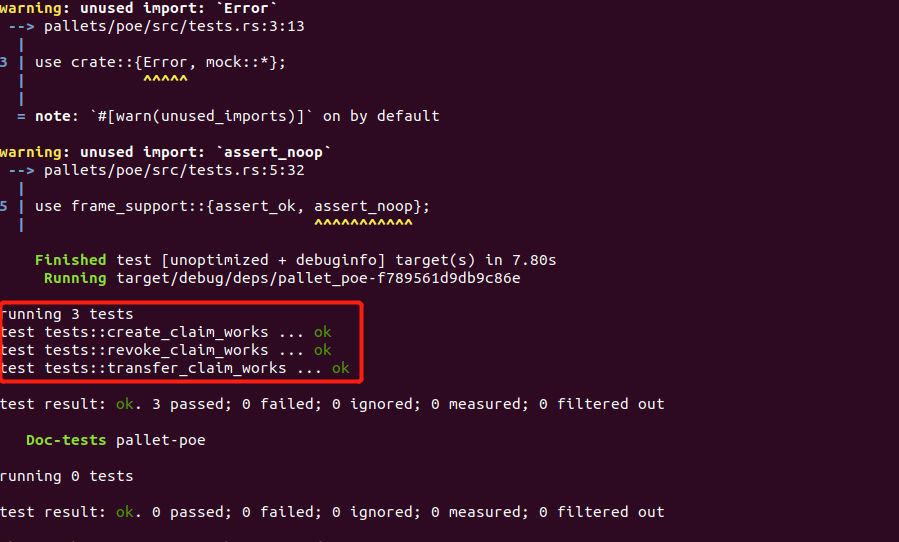 warning: unused import: `Error`
--> pallets/poe/src/tests.rs:3:13
|
3 | use crate::{Error, mock::*};
| ^^^^^
|
= note: `#[warn(unused_imports)]` on by default
warning: unused import: `assert_noop`
--> pallets/poe/src/tests.rs:5:32
|
5 | use frame_support::{assert_ok, assert_noop};
| ^^^^^^^^^^^
Finished test [unoptimized + debuginfo] target(s) in 7.80s
Running target/debug/deps/pallet_poe-f789561d9db9c86e
running 3 tests
test tests::create_claim_works ... ok
test tests::revoke_claim_works ... ok
test tests::transfer_claim_works ... ok
test result: ok. 3 passed; 0 failed; 0 ignored; 0 measured; 0 filtered out
Doc-tests pallet-poe
running 0 tests
test result: ok. 0 passed; 0 failed; 0 ignored; 0 measured; 0 filtered out